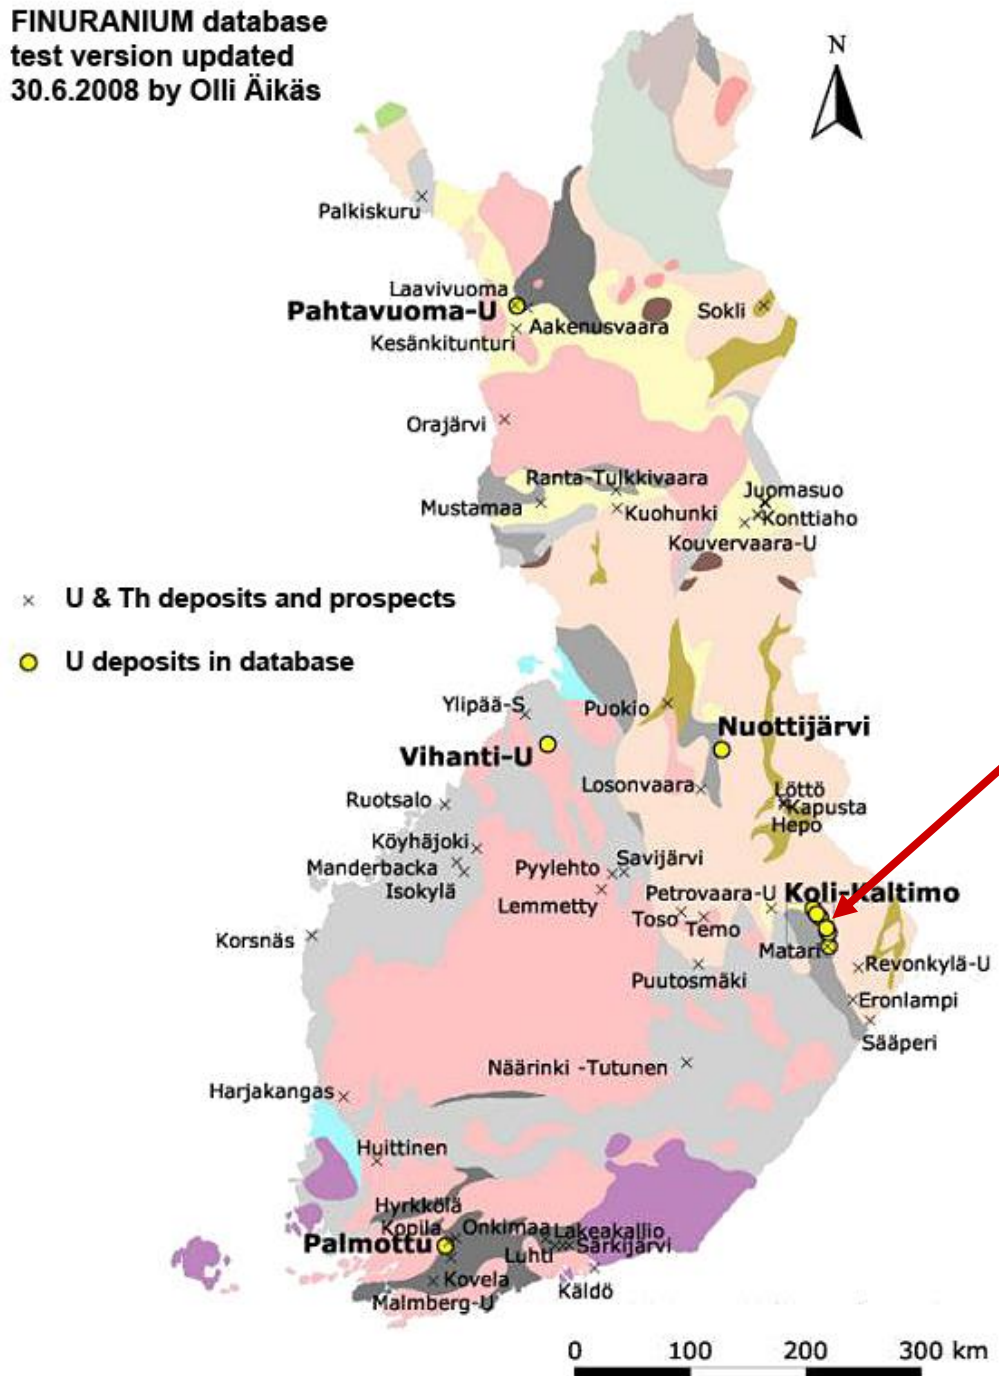 FINURANIUM database
test version updated
30.6.2008 by Olli Äikäs
N
Palkiskuru
Laavivuoma
Pahtavuoma-U
Aakenusvaara
Kesänkitunturi
Sokli
Orajärvi
Ranta-Tulkkivaara
Mustamaa
Kuohunki
Juomasuo
Konttiaho
Kouvervaara-U
U & Th deposits and prospects
U deposits in database
Ylipää-S
Puokio
Nuottijärvi
Vihanti-U
Losonvaara
Löttö
Kapusta
Hepo
Ruotsalo
Köyhäjoki
Manderbacka
Isokylä
Pyylehto
Savijärvi
Lemmetty
Petrovaara-U
Koli-Kaltimo
Toso
Temo
Korsnäs
Matari
Revonkylä-U
Puutosmäki
Eronlampi
Sääperi
Näärinki -Tutunen
Harjakangas
Huittinen
Hyrkkölä
Kopila
Onkimaa
Lakeakallio
Palmottu
Luhti
Särkijärvi
Kovela
Käldö
Malmberg-U
0 100 200 300 km